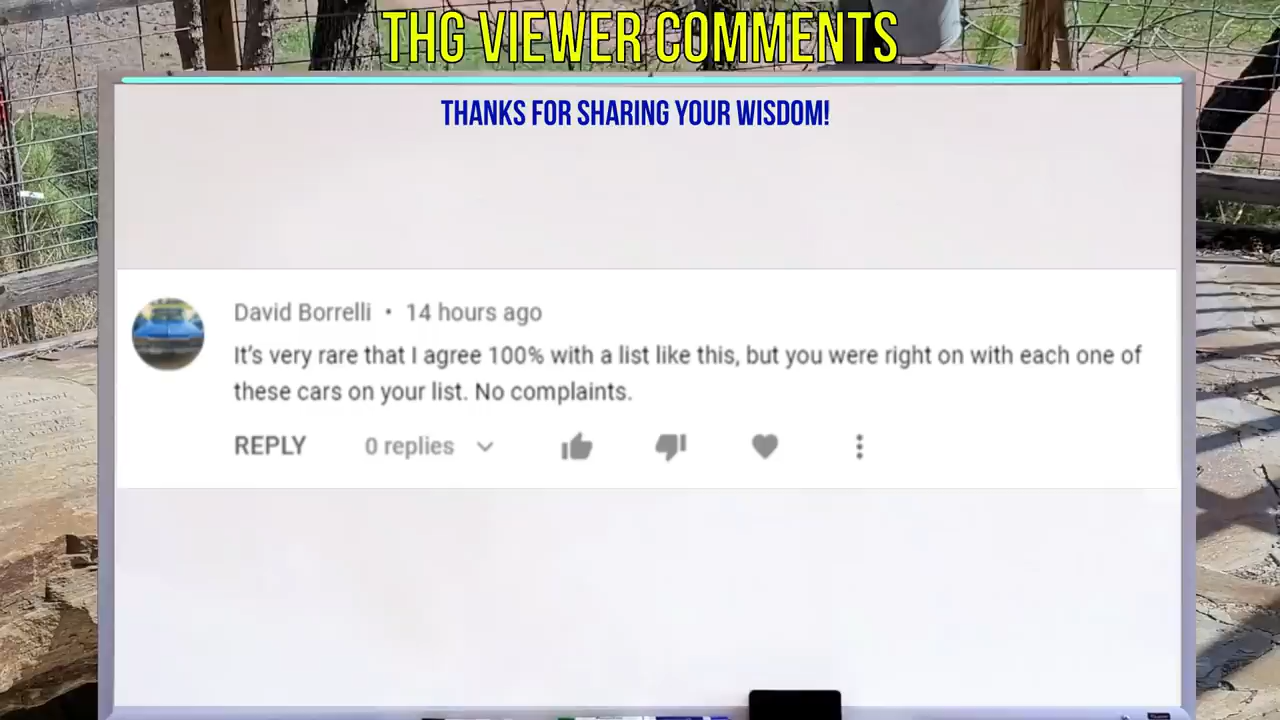 THG VIEWER COMMENTS
THANKS FOR SHARING YOUR WISDOM!
David Borrelli • 14 hours ago
It's very rare that I agree 100% with a list like this, but you were right on with each one of
these cars on your list. No complaints.
REPLY 0 replies